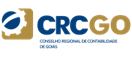 CRCGO
CONSELHO REGIONAL DE CONTABILIDADE
DE GOIÁS